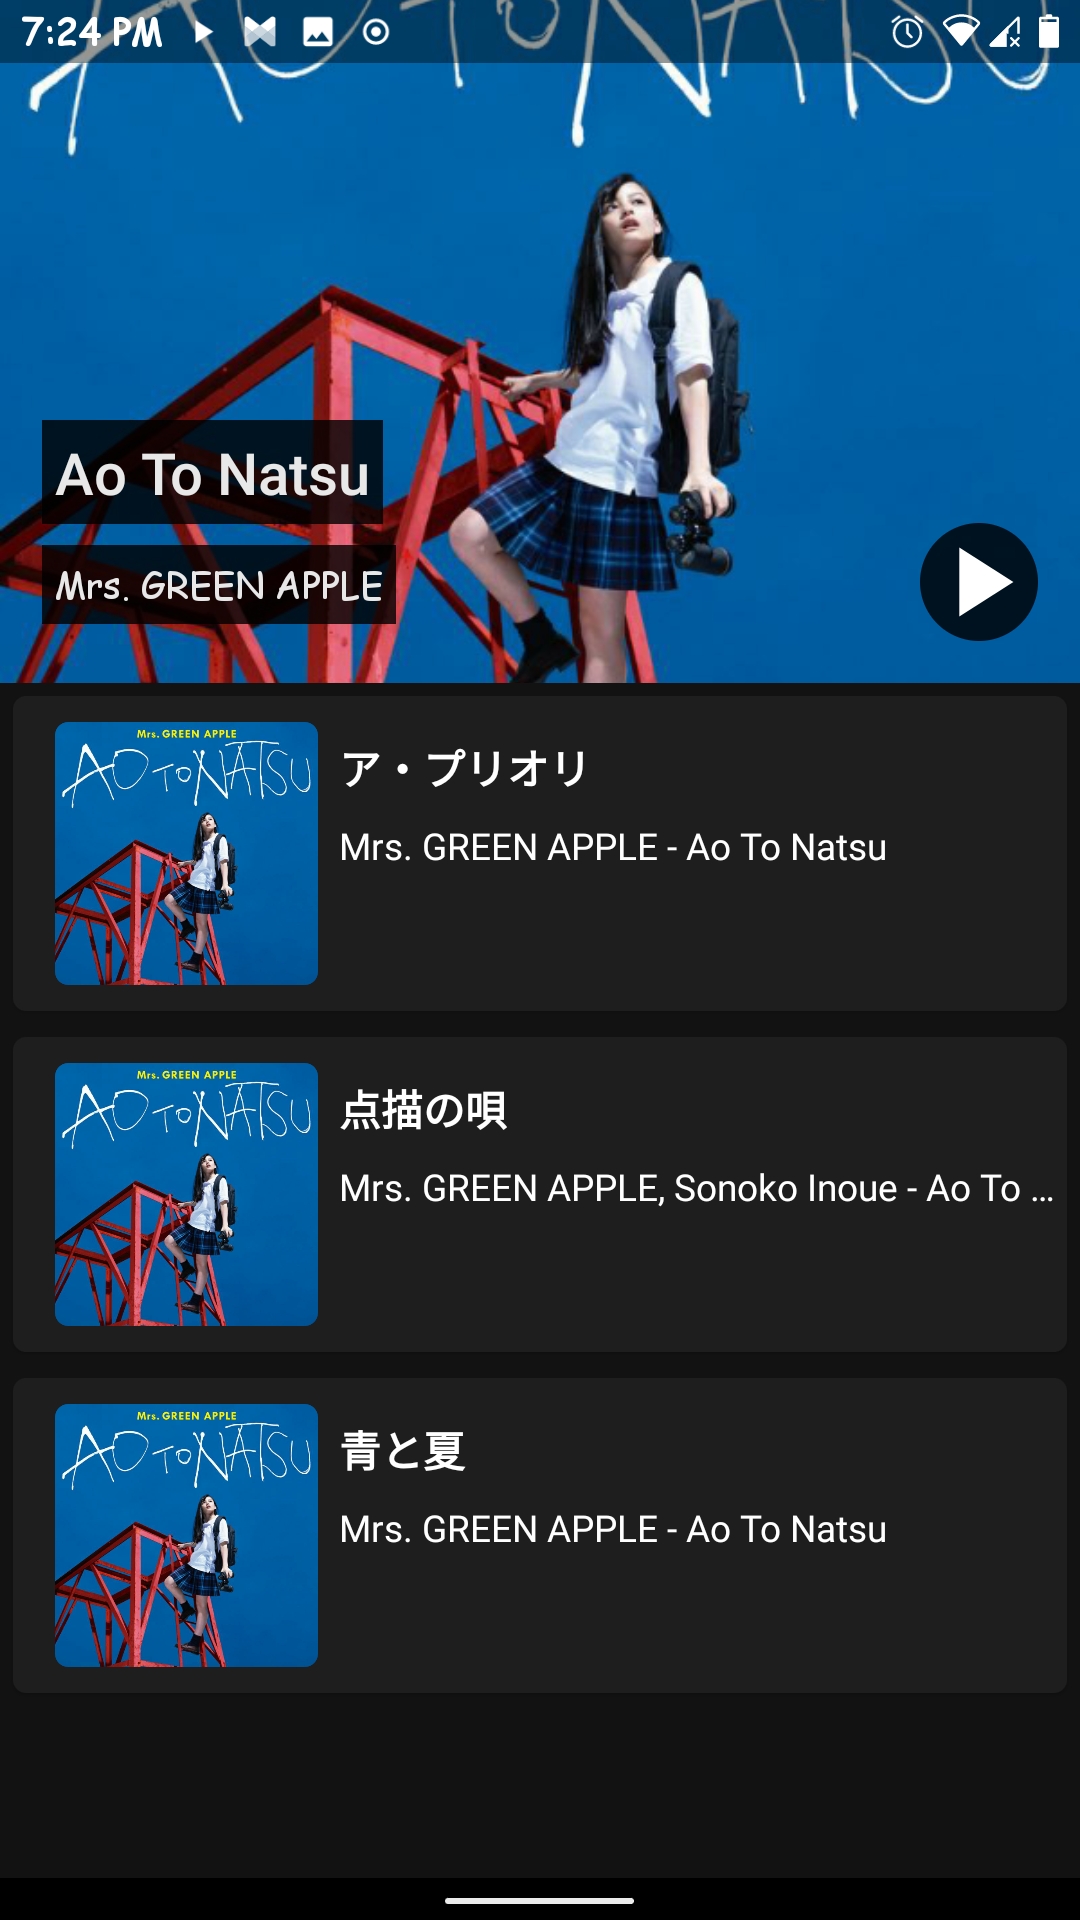 7:24 PM
AO TO NATSU
Ao To Natsu
Mrs. GREEN APPLE
Mrs. GREEN APPLE
AO TO NATSU
ア・プリオリ
Mrs. GREEN APPLE - Ao To Natsu
Mrs. GREEN APPLE
AO TO NATSU
点描の唄
Mrs. GREEN APPLE, Sonoko Inoue - Ao To ...
Mrs. GREEN APPLE
AO TO NATSU
青と夏
Mrs. GREEN APPLE - Ao To Natsu